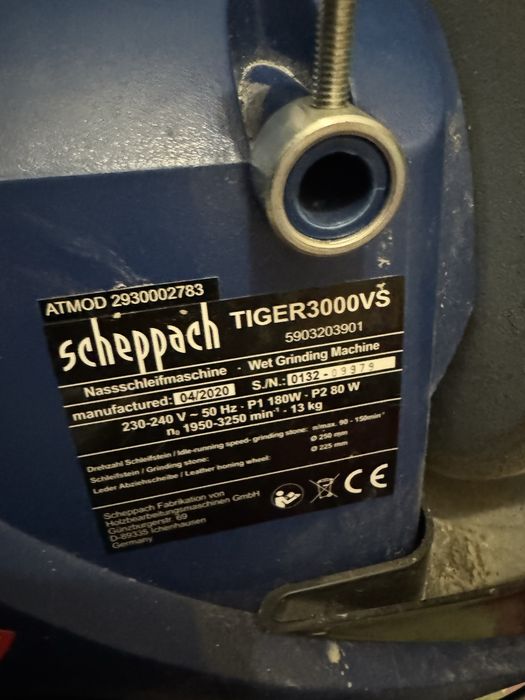 ATMOD 2930002783
scheppach TIGER3000VS
5903203901
Nassschleifmaschine · Wet Grinding Machine
manufactured: 04/2020 S./N.: 0132 - 09979
230-240 V ~ 50 Hz · P1 180W · P2 80 W
n₀ 1950-3250 min⁻¹ · 13 kg
Drehzahl Schleifstein / Idle-running speed- grinding stone: n/max. 90 - 150min⁻¹
Schleifstein / Grinding stone: Ø 250 mm
Leder Abziehscheibe / Leather honing wheel: Ø 225 mm
Scheppach Fabrikation von
Holzbearbeitungsmaschinen GmbH
Günzburgerstr. 69
D-89335 Ichenhausen
Germany
CE